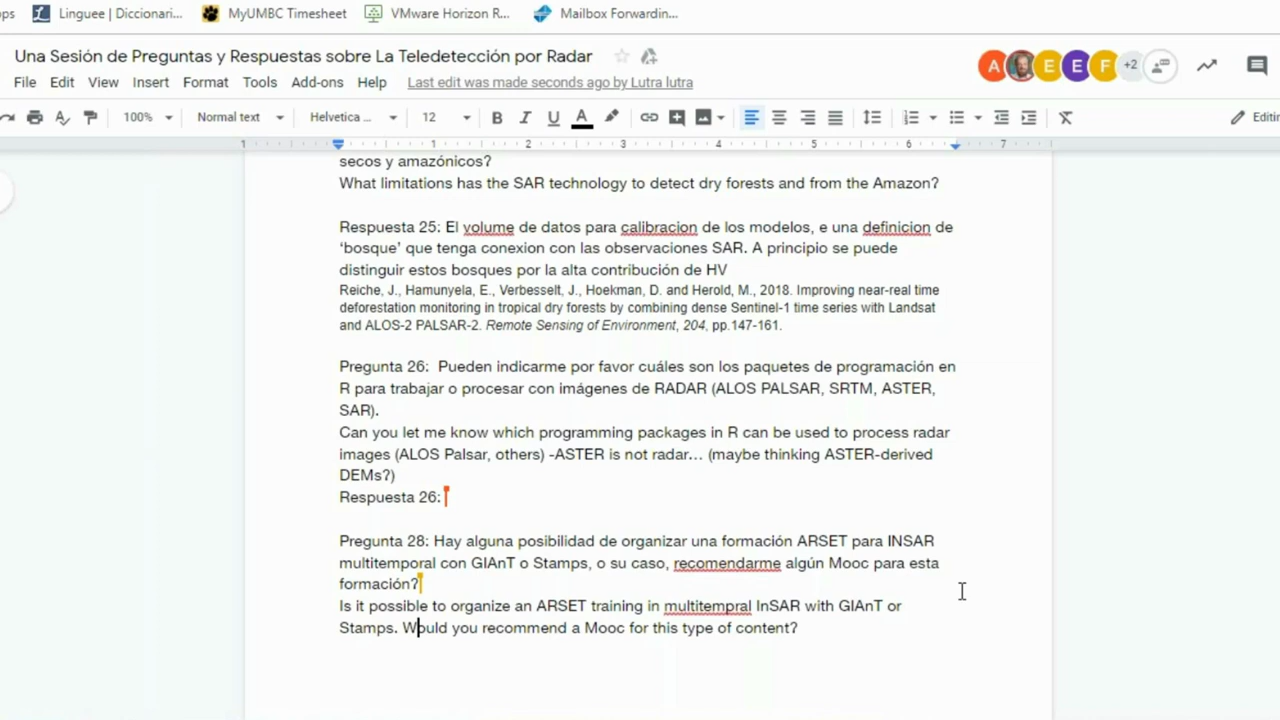 ps Linguee | Diccionari... MyUMBC Timesheet VMware Horizon R... Mailbox Forwardin...
Una Sesión de Preguntas y Respuestas sobre La Teledetección por Radar
A E E F +2
File Edit View Insert Format Tools Add-ons Help Last edit was made seconds ago by Lutra lutra
100% Normal text Helvetica ... 12 B I U A Editin
1 1 2 3 4 5 6 7
secos y amazónicos?
What limitations has the SAR technology to detect dry forests and from the Amazon?
Respuesta 25: El volume de datos para calibracion de los modelos, e una definicion de
‘bosque’ que tenga conexion con las observaciones SAR. A principio se puede
distinguir estos bosques por la alta contribución de HV
Reiche, J., Hamunyela, E., Verbesselt, J., Hoekman, D. and Herold, M., 2018. Improving near-real time
deforestation monitoring in tropical dry forests by combining dense Sentinel-1 time series with Landsat
and ALOS-2 PALSAR-2. Remote Sensing of Environment, 204, pp.147-161.
Pregunta 26: Pueden indicarme por favor cuáles son los paquetes de programación en
R para trabajar o procesar con imágenes de RADAR (ALOS PALSAR, SRTM, ASTER,
SAR).
Can you let me know which programming packages in R can be used to process radar
images (ALOS Palsar, others) -ASTER is not radar... (maybe thinking ASTER-derived
DEMs?)
Respuesta 26:
Pregunta 28: Hay alguna posibilidad de organizar una formación ARSET para INSAR
multitemporal con GIAnT o Stamps, o su caso, recomendarme algún Mooc para esta
formación?
Is it possible to organize an ARSET training in multitempral InSAR with GIAnT or
Stamps. Would you recommend a Mooc for this type of content?